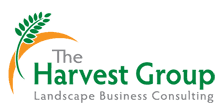 The
Harvest Group
Landscape Business Consulting